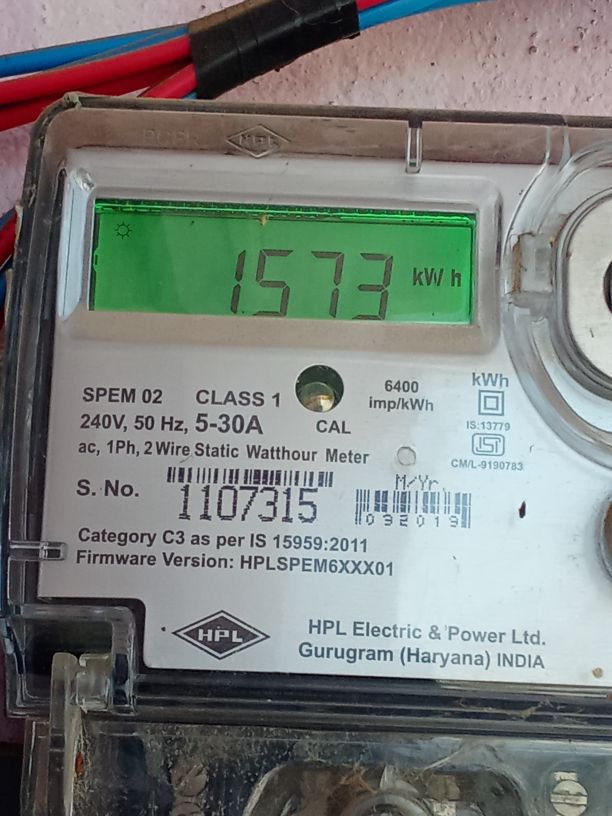 HPL
1573 kWh
SPEM 02 CLASS 1
6400 imp/kWh
kWh
240V, 50 Hz, 5-30A
CAL
IS:13779
ISI
CM/L-9190783
ac, 1Ph, 2 Wire Static Watthour Meter
M/Yr.
S. No. 1107315
032019
Category C3 as per IS 15959:2011
Firmware Version: HPLSPEM6XXX01
HPL
HPL Electric & Power Ltd.
Gurugram (Haryana) INDIA